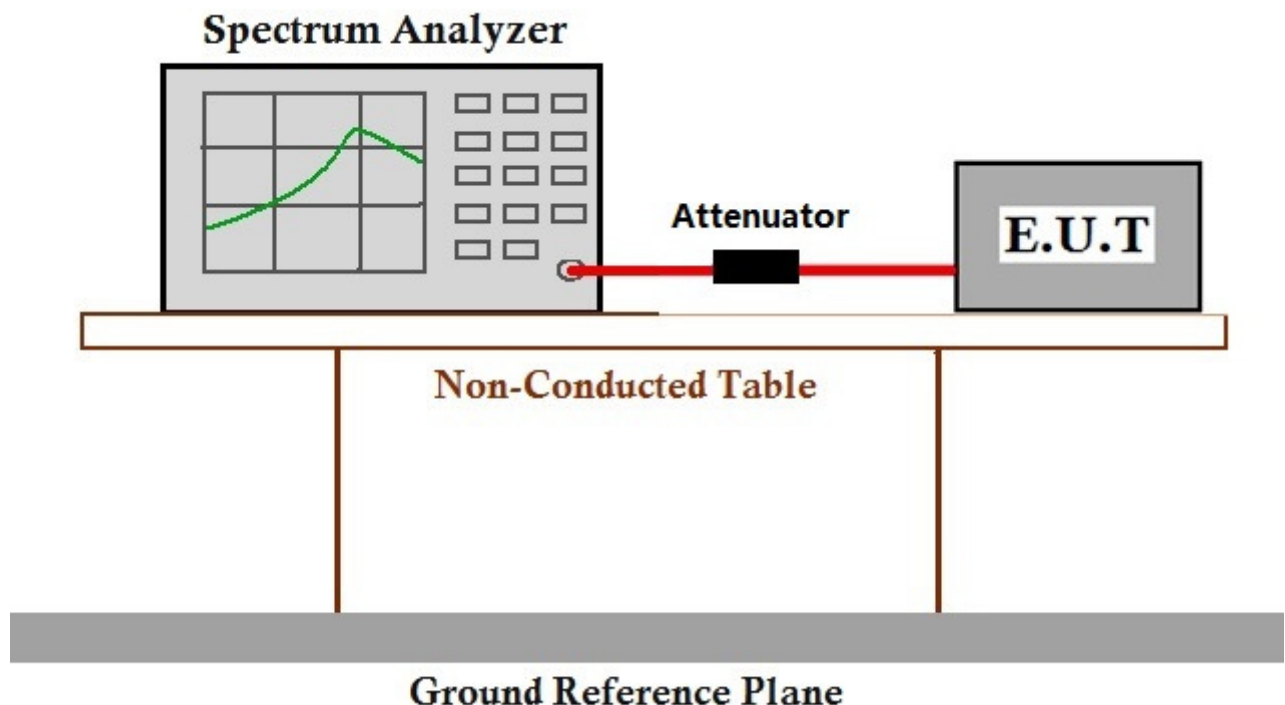 Spectrum Analyzer
Attenuator
E.U.T
Non-Conducted Table
Ground Reference Plane